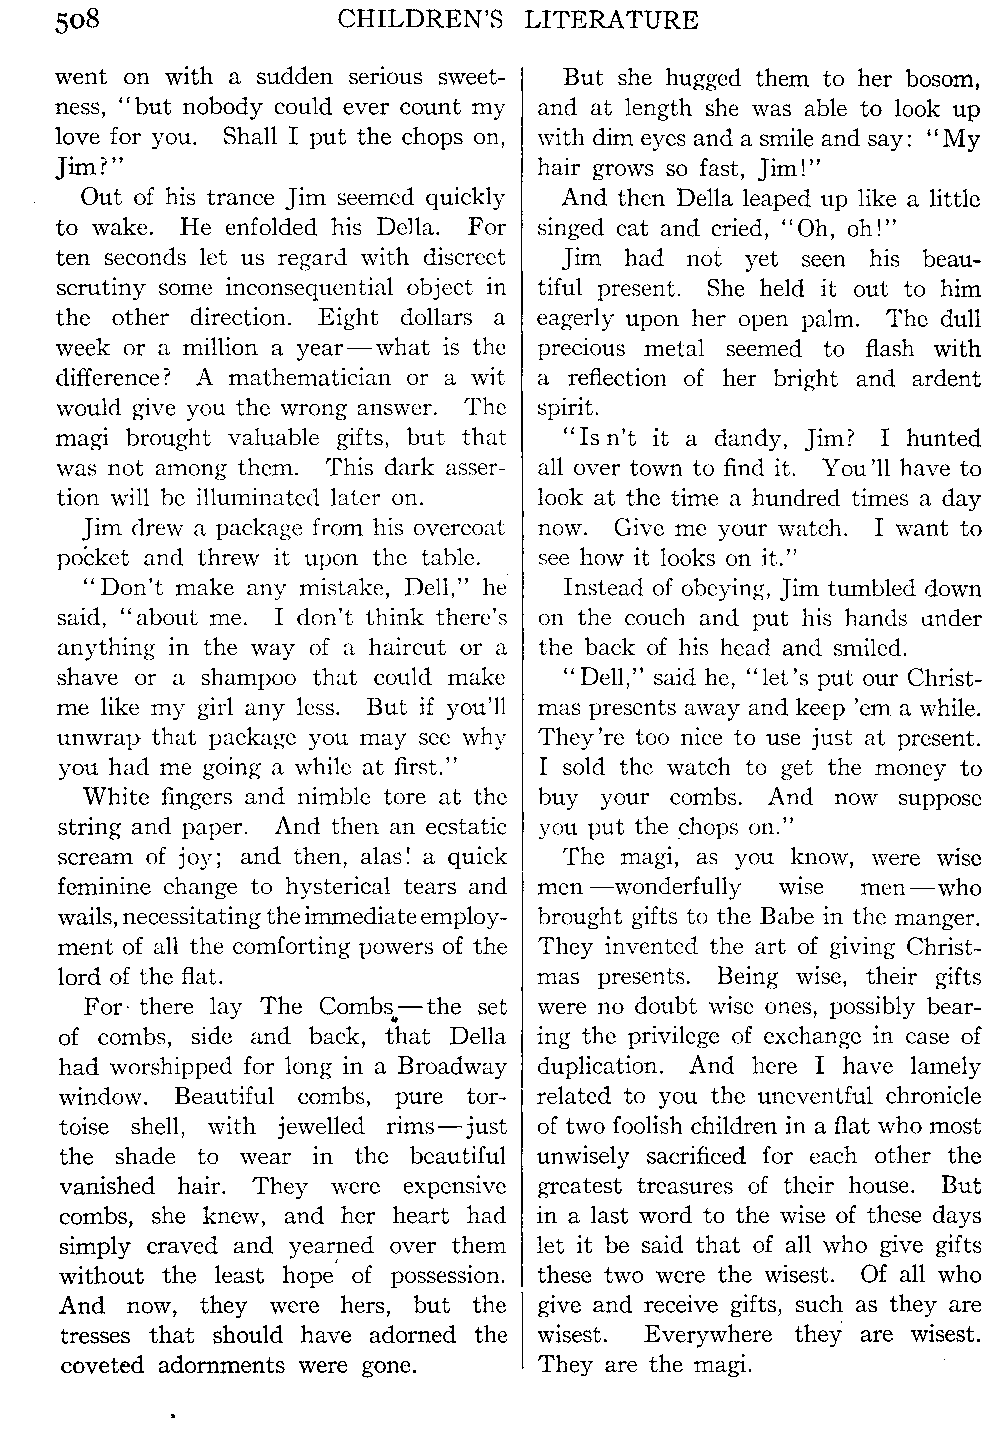 508 CHILDREN'S LITERATURE
went on with a sudden serious sweet-
ness, "but nobody could ever count my
love for you. Shall I put the chops on,
Jim?"
Out of his trance Jim seemed quickly
to wake. He enfolded his Della. For
ten seconds let us regard with discreet
scrutiny some inconsequential object in
the other direction. Eight dollars a
week or a million a year—what is the
difference? A mathematician or a wit
would give you the wrong answer. The
magi brought valuable gifts, but that
was not among them. This dark asser-
tion will be illuminated later on.
Jim drew a package from his overcoat
pocket and threw it upon the table.
"Don't make any mistake, Dell," he
said, "about me. I don't think there's
anything in the way of a haircut or a
shave or a shampoo that could make
me like my girl any less. But if you'll
unwrap that package you may see why
you had me going a while at first."
White fingers and nimble tore at the
string and paper. And then an ecstatic
scream of joy; and then, alas! a quick
feminine change to hysterical tears and
wails, necessitating the immediate employ-
ment of all the comforting powers of the
lord of the flat.
For there lay The Combs,—the set
of combs, side and back, that Della
had worshipped for long in a Broadway
window. Beautiful combs, pure tor-
toise shell, with jewelled rims—just
the shade to wear in the beautiful
vanished hair. They were expensive
combs, she knew, and her heart had
simply craved and yearned over them
without the least hope of possession.
And now, they were hers, but the
tresses that should have adorned the
coveted adornments were gone.
But she hugged them to her bosom,
and at length she was able to look up
with dim eyes and a smile and say: "My
hair grows so fast, Jim!"
And then Della leaped up like a little
singed cat and cried, "Oh, oh!"
Jim had not yet seen his beau-
tiful present. She held it out to him
eagerly upon her open palm. The dull
precious metal seemed to flash with
a reflection of her bright and ardent
spirit.
"Is n't it a dandy, Jim? I hunted
all over town to find it. You'll have to
look at the time a hundred times a day
now. Give me your watch. I want to
see how it looks on it."
Instead of obeying, Jim tumbled down
on the couch and put his hands under
the back of his head and smiled.
"Dell," said he, "let's put our Christ-
mas presents away and keep 'em a while.
They're too nice to use just at present.
I sold the watch to get the money to
buy your combs. And now suppose
you put the chops on."
The magi, as you know, were wise
men—wonderfully wise men—who
brought gifts to the Babe in the manger.
They invented the art of giving Christ-
mas presents. Being wise, their gifts
were no doubt wise ones, possibly bear-
ing the privilege of exchange in case of
duplication. And here I have lamely
related to you the uneventful chronicle
of two foolish children in a flat who most
unwisely sacrificed for each other the
greatest treasures of their house. But
in a last word to the wise of these days
let it be said that of all who give gifts
these two were the wisest. Of all who
give and receive gifts, such as they are
wisest. Everywhere they are wisest.
They are the magi.